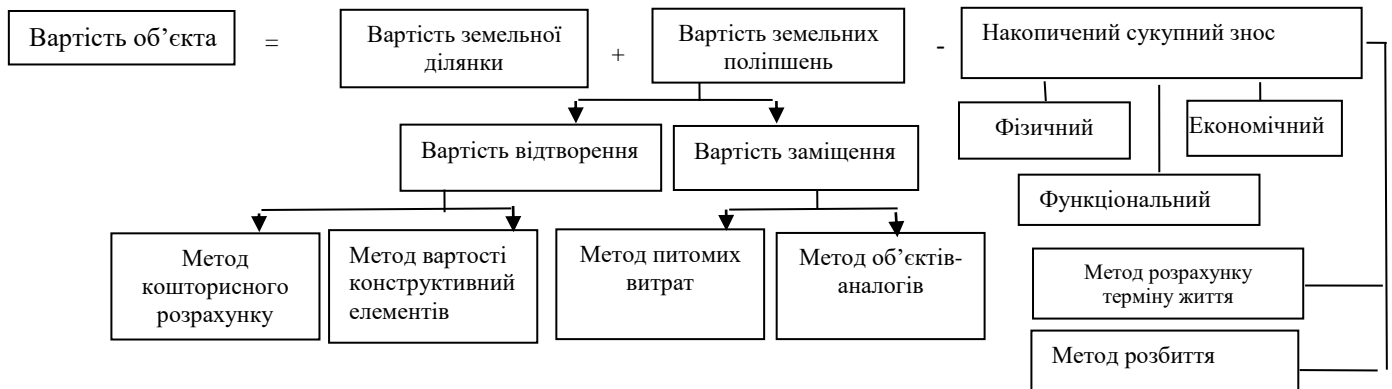 Вартість об’єкта
=
Вартість земельної
ділянки
+
Вартість земельних
поліпшень
-
Накопичений сукупний знос
Фізичний
Економічний
Функціональний
Вартість відтворення
Вартість заміщення
Метод
кошторисного
розрахунку
Метод вартості
конструктивний
елементів
Метод питомих
витрат
Метод об’єктів-
аналогів
Метод розрахунку
терміну життя
Метод розбиття